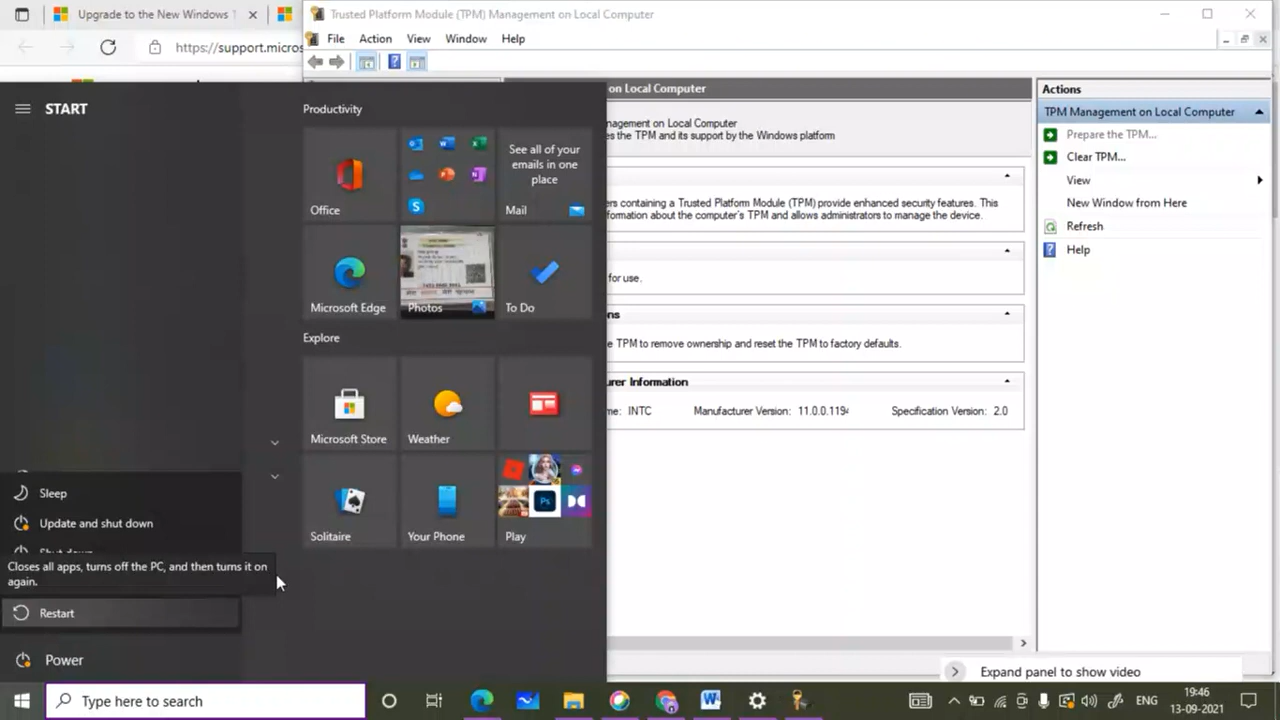 Upgrade to the New Windows
https://support.micros
Trusted Platform Module (TPM) Management on Local Computer
File Action View Window Help
START
Productivity
Office
See all of your
emails in one
place
Mail
Microsoft Edge
Photos
To Do
Explore
Microsoft Store
Weather
Solitaire
Your Phone
Play
Ps
Sleep
Update and shut down
Shut down
Closes all apps, turns off the PC, and then turns it on
again.
Restart
Power
on Local Computer
nagement on Local Computer
es the TPM and its support by the Windows platform
ers containing a Trusted Platform Module (TPM) provide enhanced security features. This
formation about the computer's TPM and allows administrators to manage the device.
for use.
ns
e TPM to remove ownership and reset the TPM to factory defaults.
urer Information
me: INTC Manufacturer Version: 11.0.0.119 Specification Version: 2.0
Actions
TPM Management on Local Computer
Prepare the TPM...
Clear TPM...
View
New Window from Here
Refresh
Help
Expand panel to show video
Type here to search
ENG
19:46
13-09-2021